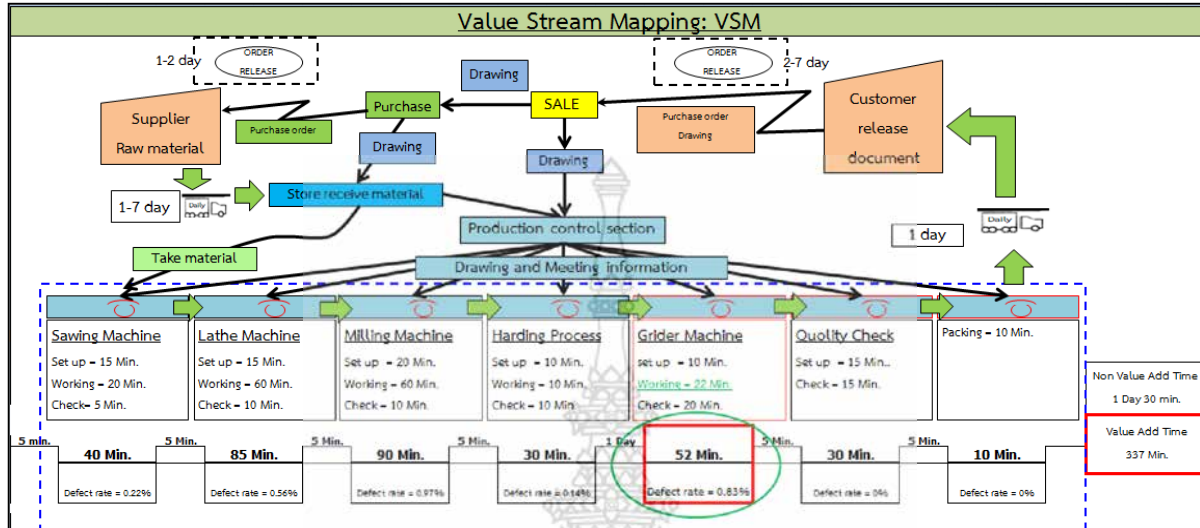 Value Stream Mapping: VSM
1-2 day
ORDER
RELEASE
Drawing
ORDER
RELEASE
2-7 day
Supplier
Raw material
Purchase order
Purchase
SALE
Purchase order
Drawing
Customer
release
document
Drawing
Drawing
1-7 day
Daily
Store receive material
Production control section
1 day
Daily
Take material
Drawing and Meeting information
Sawing Machine
Set up = 15 Min.
Working = 20 Min.
Check= 5 Min.
Lathe Machine
Set up = 15 Min.
Working = 60 Min.
Check = 10 Min.
Milling Machine
Set up = 20 Min.
Working = 60 Min.
Check = 10 Min.
Harding Process
Set up = 10 Min.
Working = 10 Min.
Check = 10 Min.
Grider Machine
set up = 10 Min.
Working = 22 Min.
Check = 20 Min.
Quolity Check
Set up = 15 Min..
Check = 15 Min.
Packing = 10 Min.
Non Value Add Time
1 Day 30 min.
Value Add Time
337 Min.
5 min.
40 Min.
Defect rate = 0.22%
5 Min.
85 Min.
Defect rate = 0.56%
5 Min.
90 Min.
Defect rate = 0.97%
5 Min.
30 Min.
Defect rate = 0.14%
1 Day
52 Min.
Defect rate = 0.83%
5 Min.
30 Min.
Defect rate = 0%
5 Min.
10 Min.
Defect rate = 0%